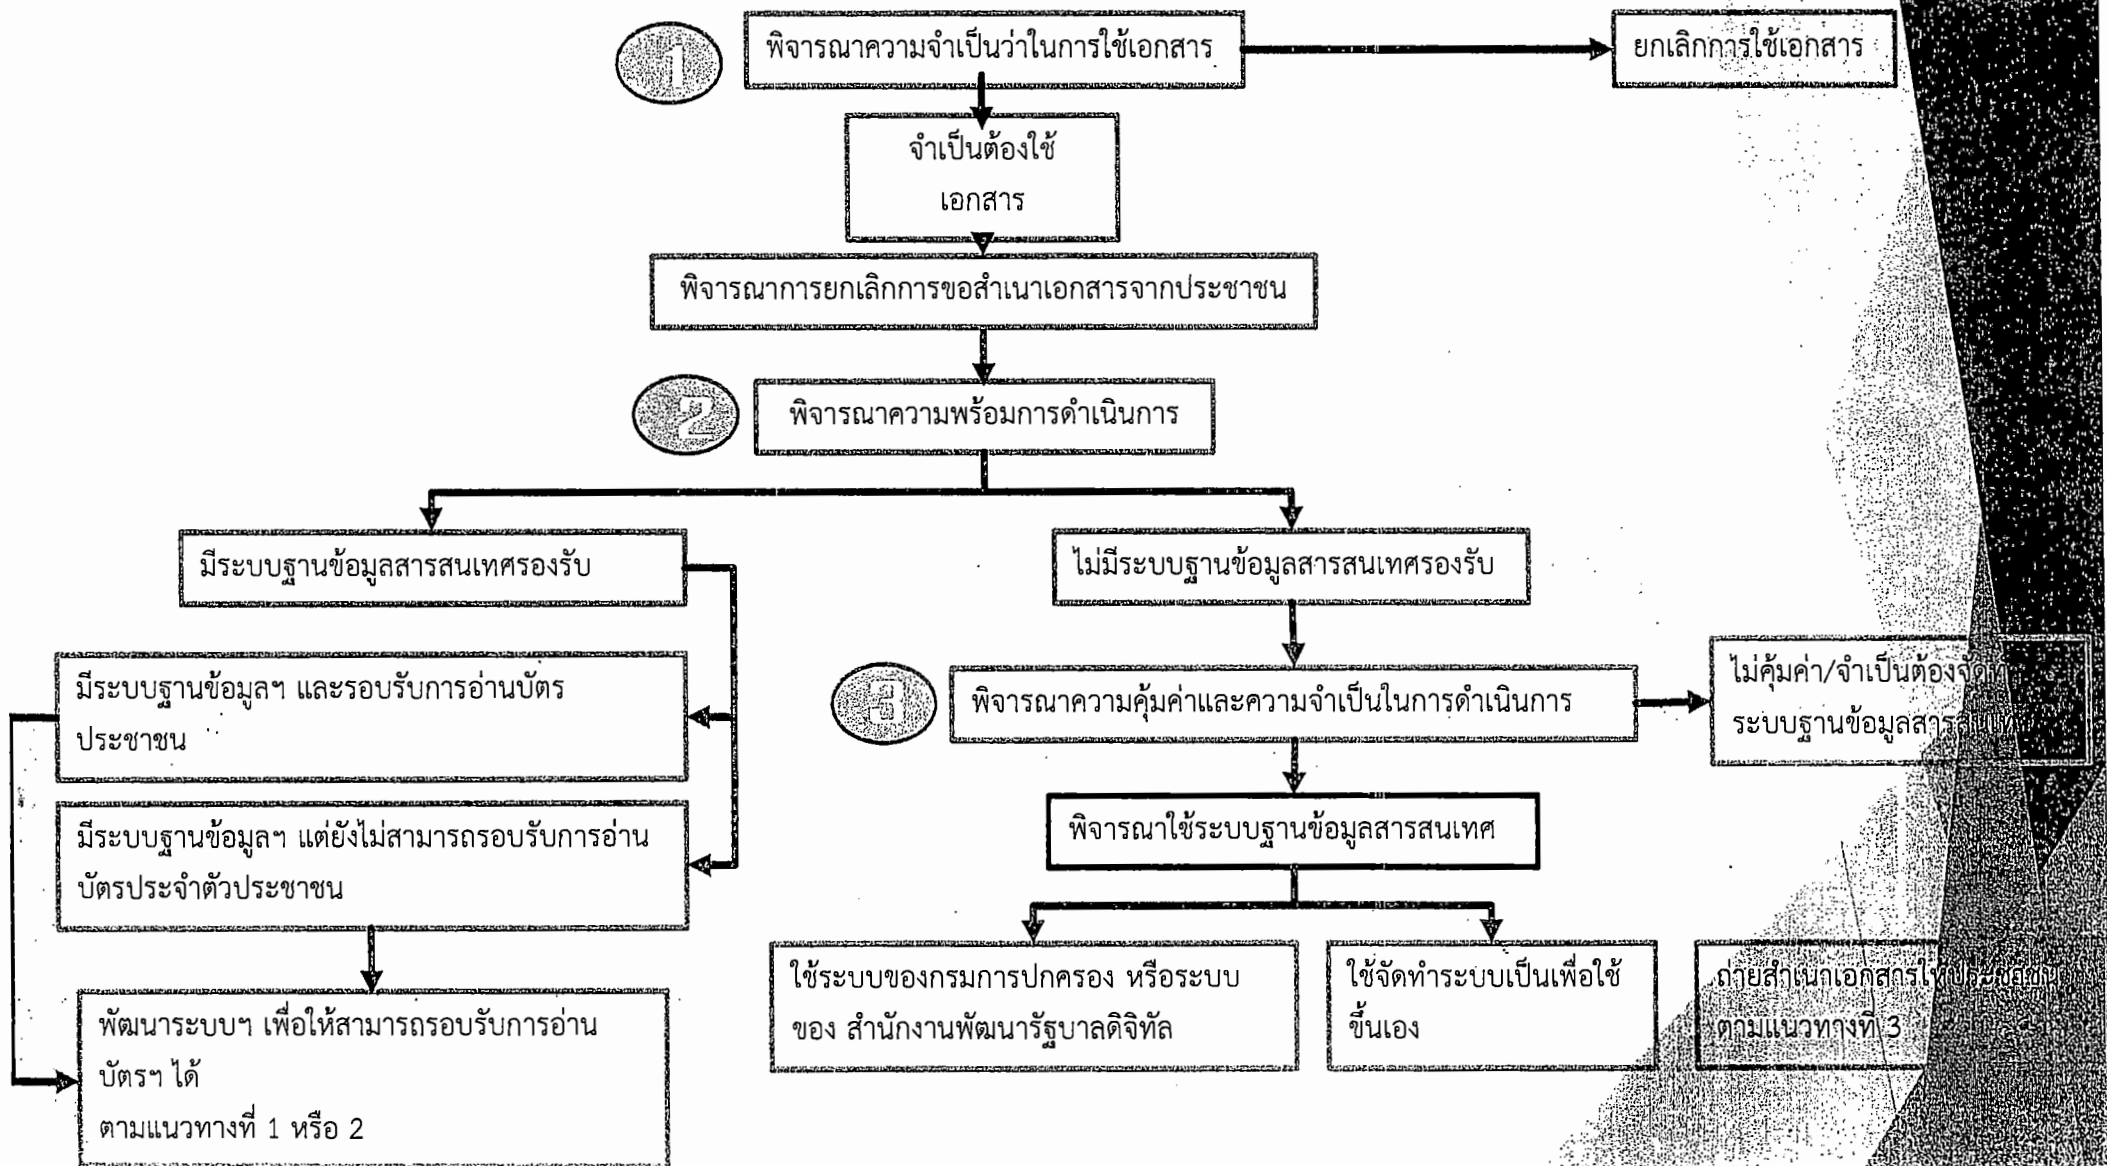 1
พิจารณาความจำเป็นว่าในการใช้เอกสาร
ยกเลิกการใช้เอกสาร
จำเป็นต้องใช้
เอกสาร
พิจารณาการยกเลิกการขอสำเนาเอกสารจากประชาชน
2
พิจารณาความพร้อมการดำเนินการ
มีระบบฐานข้อมูลสารสนเทศรองรับ
ไม่มีระบบฐานข้อมูลสารสนเทศรองรับ
มีระบบฐานข้อมูลฯ และรอบรับการอ่านบัตร
ประชาชน
3
พิจารณาความคุ้มค่าและความจำเป็นในการดำเนินการ
ไม่คุ้มค่า/จำเป็นต้องจัดทำ
ระบบฐานข้อมูลสารสนเทศ
มีระบบฐานข้อมูลฯ แต่ยังไม่สามารถรอบรับการอ่าน
บัตรประจำตัวประชาชน
พิจารณาใช้ระบบฐานข้อมูลสารสนเทศ
พัฒนาระบบฯ เพื่อให้สามารถรอบรับการอ่าน
บัตรฯ ได้
ตามแนวทางที่ 1 หรือ 2
ใช้ระบบของกรมการปกครอง หรือระบบ
ของ สำนักงานพัฒนารัฐบาลดิจิทัล
ใช้จัดทำระบบเป็นเพื่อใช้
ขึ้นเอง
ถ่ายสำเนาเอกสารให้ประชาชน
ตามแนวทางที่ 3